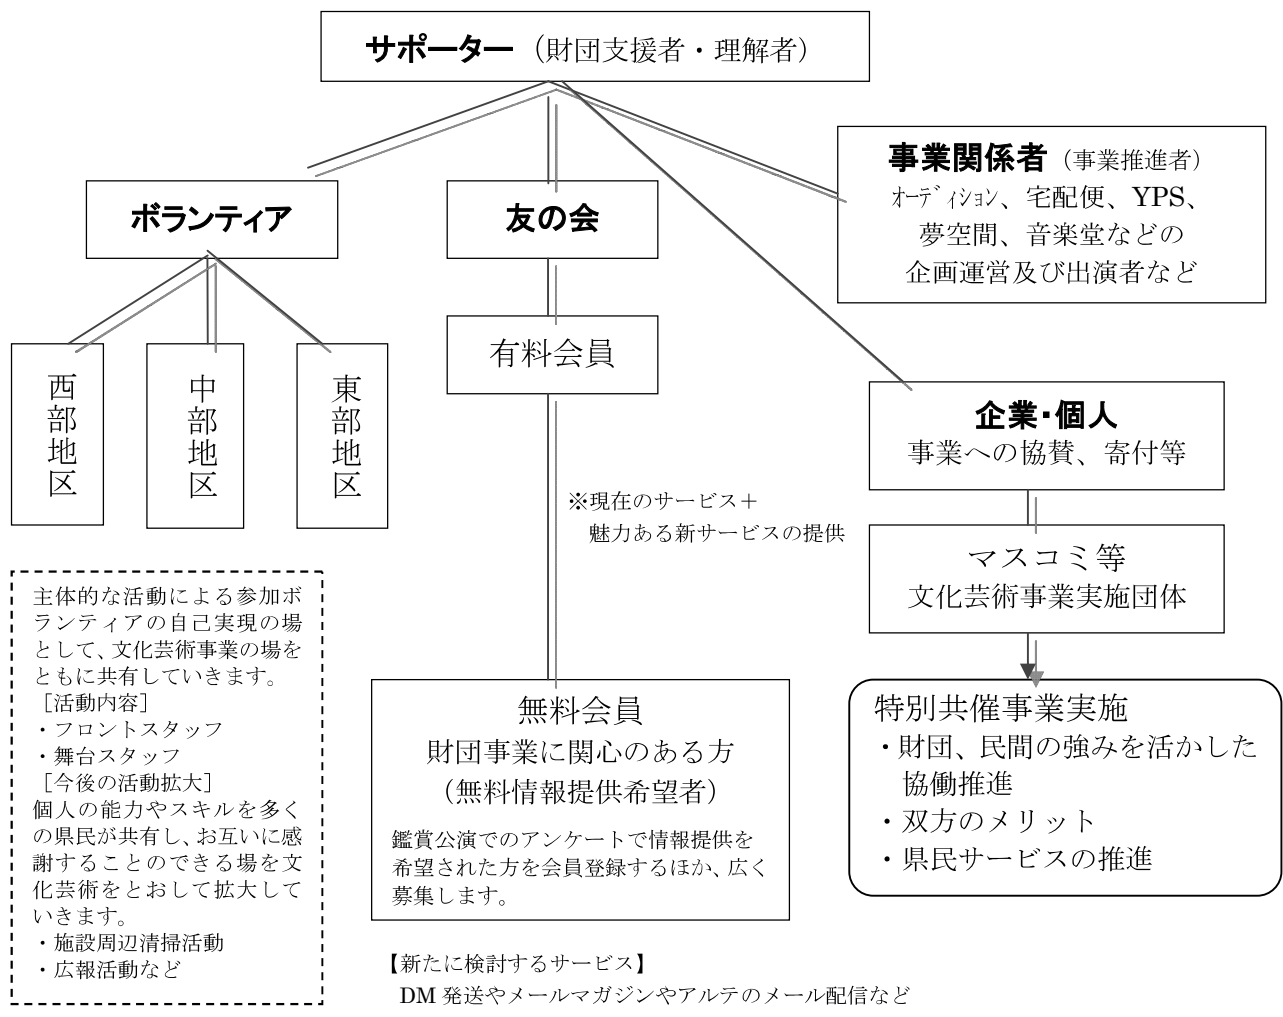 サポーター（財団支援者・理解者）
事業関係者（事業推進者）
ｵｰﾃﾞｨｼｮﾝ、宅配便、YPS、
夢空間、音楽堂などの
企画運営及び出演者など
ボランティア
友の会
有料会員
西部地区
中部地区
東部地区
企業・個人
事業への協賛、寄付等
※現在のサービス＋
魅力ある新サービスの提供
マスコミ等
文化芸術事業実施団体
主体的な活動による参加ボ
ランティアの自己実現の場
として、文化芸術事業の場を
ともに共有していきます。
［活動内容］
・フロントスタッフ
・舞台スタッフ
［今後の活動拡大］
個人の能力やスキルを多く
の県民が共有し、お互いに感
謝することのできる場を文
化芸術をとおして拡大して
いきます。
・施設周辺清掃活動
・広報活動など
無料会員
財団事業に関心のある方
（無料情報提供希望者）
鑑賞公演でのアンケートで情報提供を
希望された方を会員登録するほか、広く
募集します。
特別共催事業実施
・財団、民間の強みを活かした
協働推進
・双方のメリット
・県民サービスの推進
【新たに検討するサービス】
DM 発送やメールマガジンやアルテのメール配信など